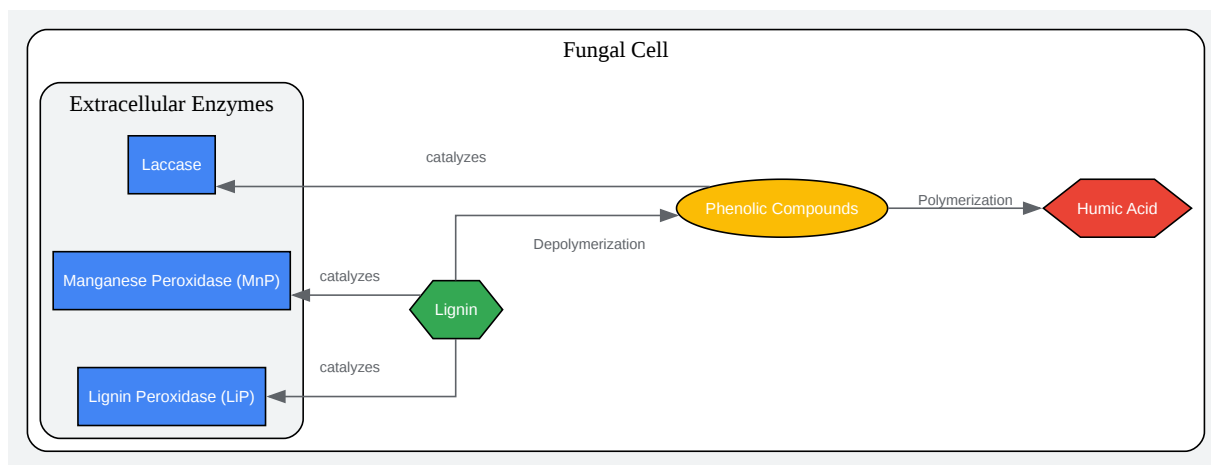 Fungal Cell
Extracellular Enzymes
Laccase
catalyzes
Phenolic Compounds
Polymerization
Humic Acid
Depolymerization
Manganese Peroxidase (MnP)
catalyzes
Lignin
catalyzes
Lignin Peroxidase (LiP)